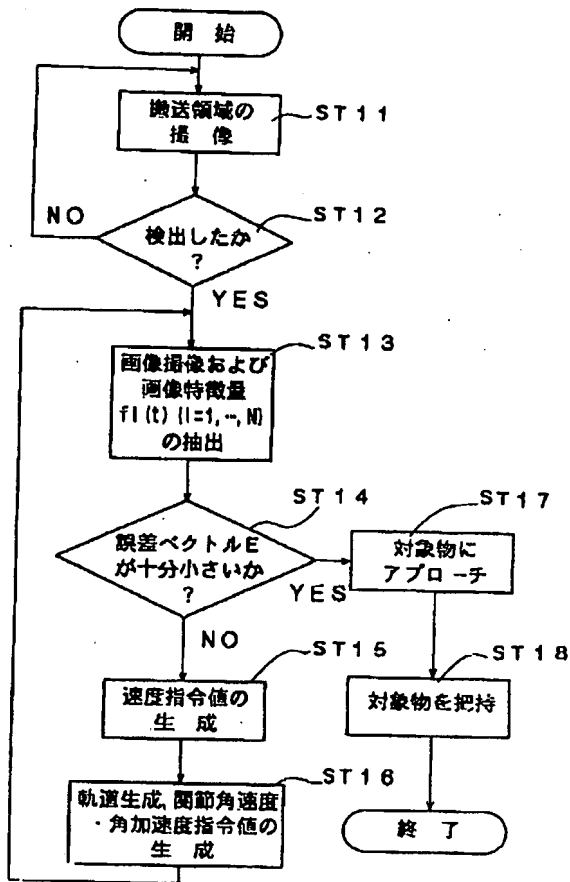 開 始
搬送領域の
撮 像
ST11
検出したか
?
ST12
NO
YES
画像撮像および
画像特徴量
fi(t) {i=1,…,N}
の抽出
ST13
誤差ベクトルE
が十分小さいか
?
ST14
YES
NO
対象物に
アプローチ
ST17
速度指令値の
生 成
ST15
対象物を把持
ST18
軌道生成、関節角速度
・角加速度指令値の
生 成
ST16
終 了